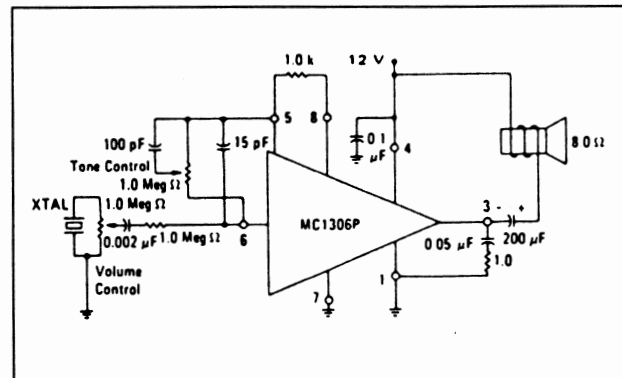 12 V
1.0 k
5
8
100 pF
15 pF
0.1 µF
4
8.0 Ω
Tone Control
1.0 Meg Ω
XTAL
1.0 Meg Ω
3 - +
MC1306P
0.002 µF
1.0 Meg Ω
6
0.05 µF
200 µF
1.0
Volume Control
7
1